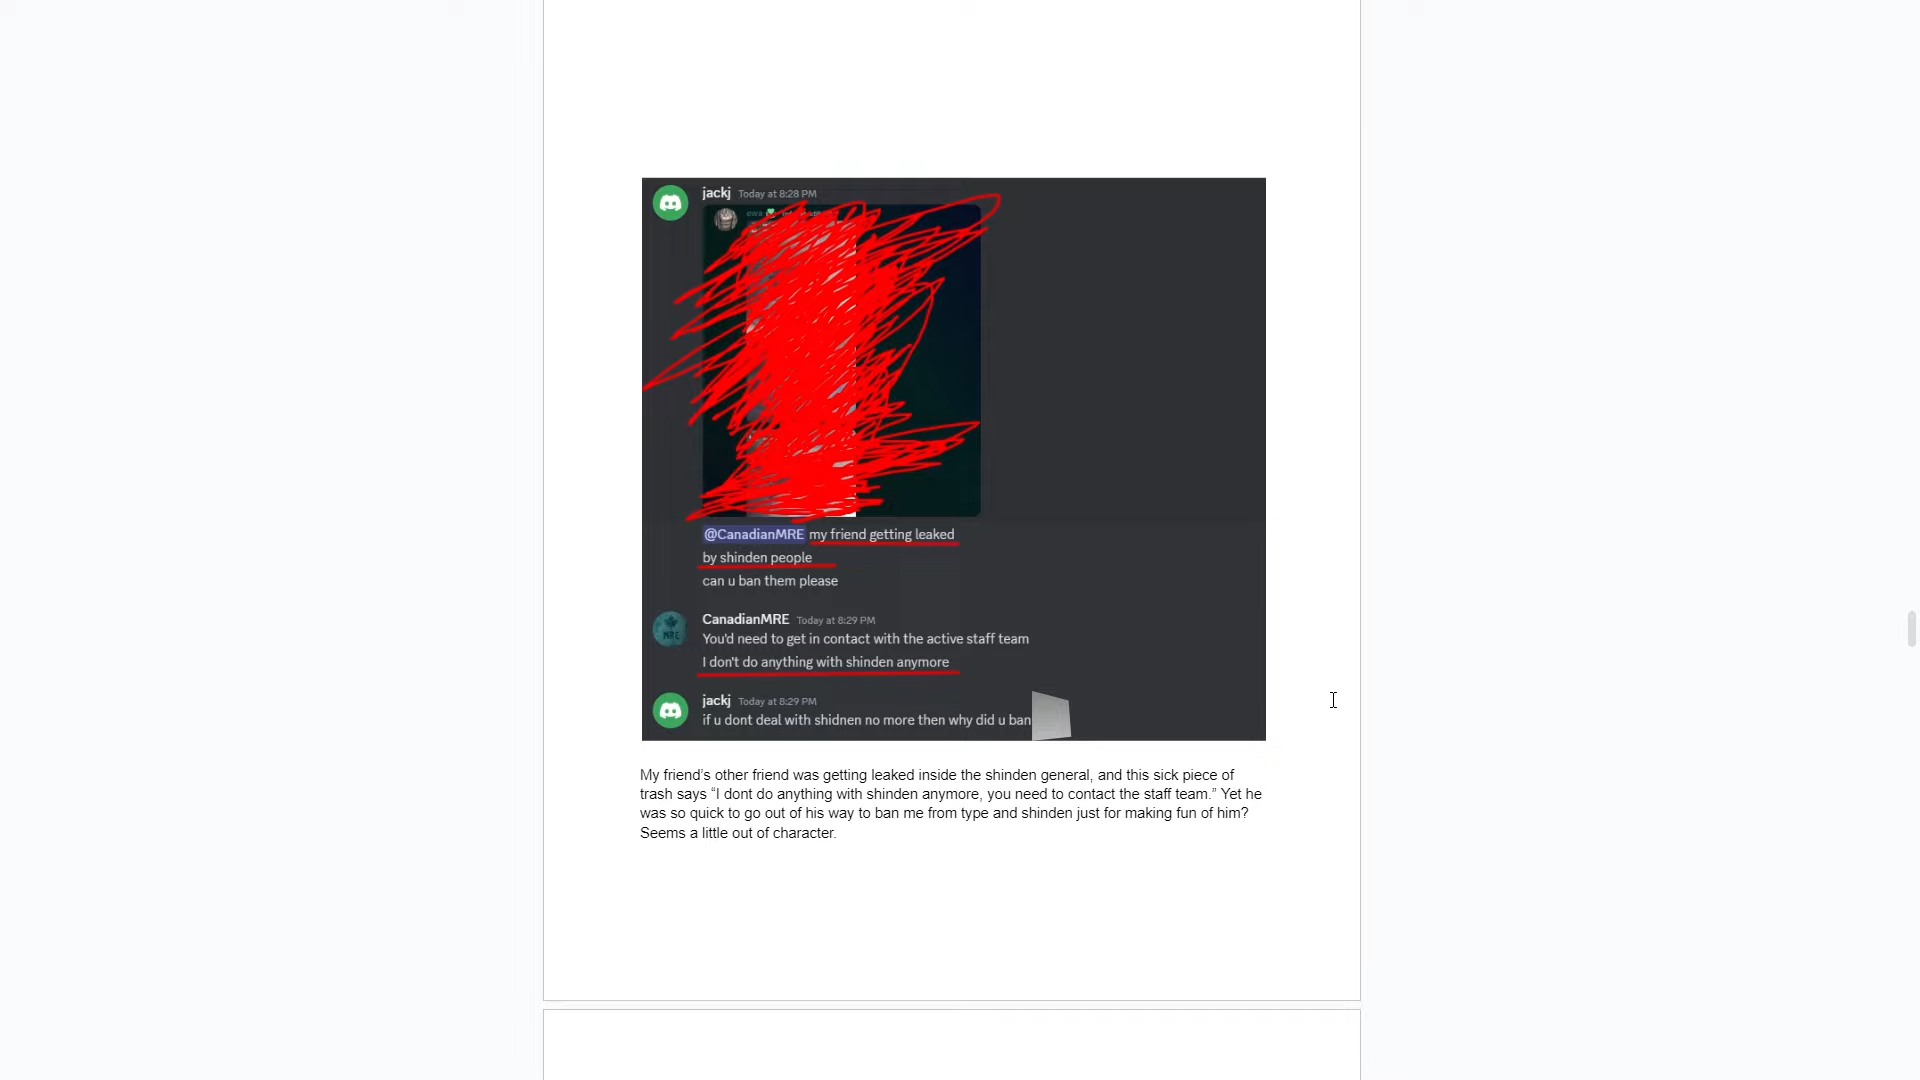 jackj Today at 8:28 PM
@CanadianMRE my friend getting leaked
by shinden people
can u ban them please
CanadianMRE Today at 8:29 PM
MRE
You'd need to get in contact with the active staff team
I don't do anything with shinden anymore
jackj Today at 8:29 PM
if u dont deal with shidnen no more then why did u ban
My friend’s other friend was getting leaked inside the shinden general, and this sick piece of
trash says “I dont do anything with shinden anymore, you need to contact the staff team.” Yet he
was so quick to go out of his way to ban me from type and shinden just for making fun of him?
Seems a little out of character.